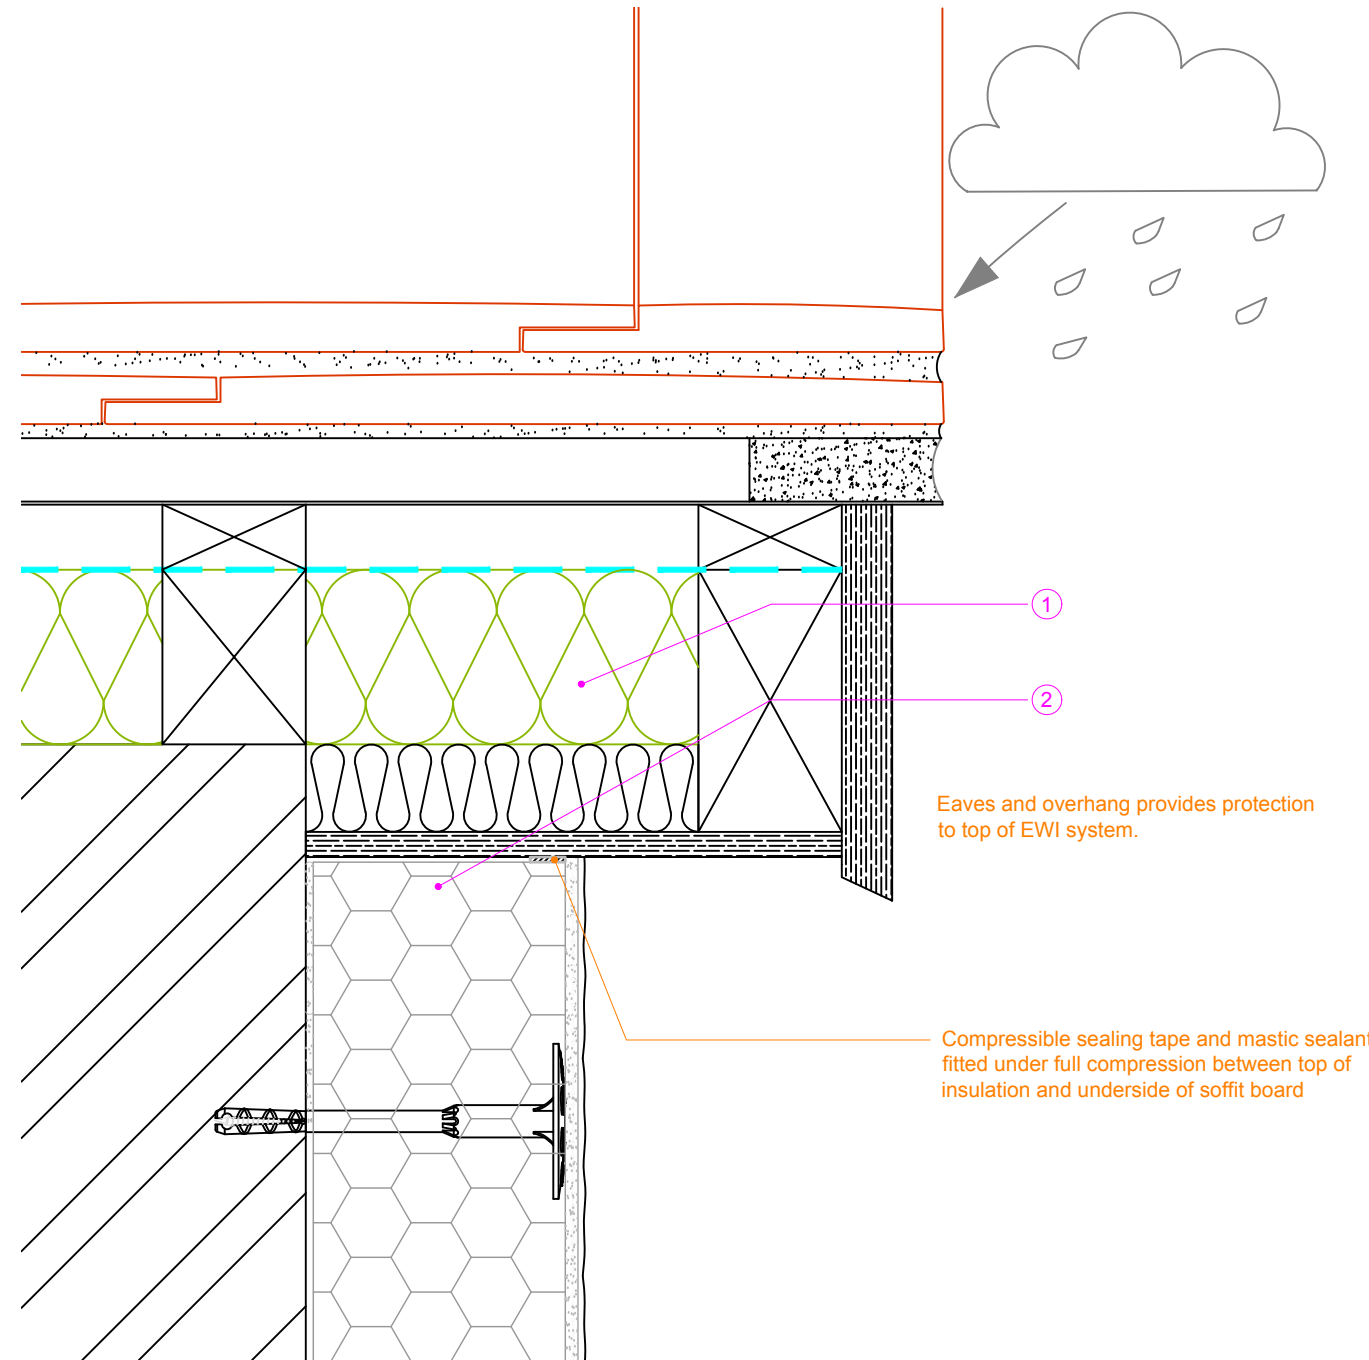 1
2
Eaves and overhang provides protection
to top of EWI system.
Compressible sealing tape and mastic sealant
fitted under full compression between top of
insulation and underside of soffit board